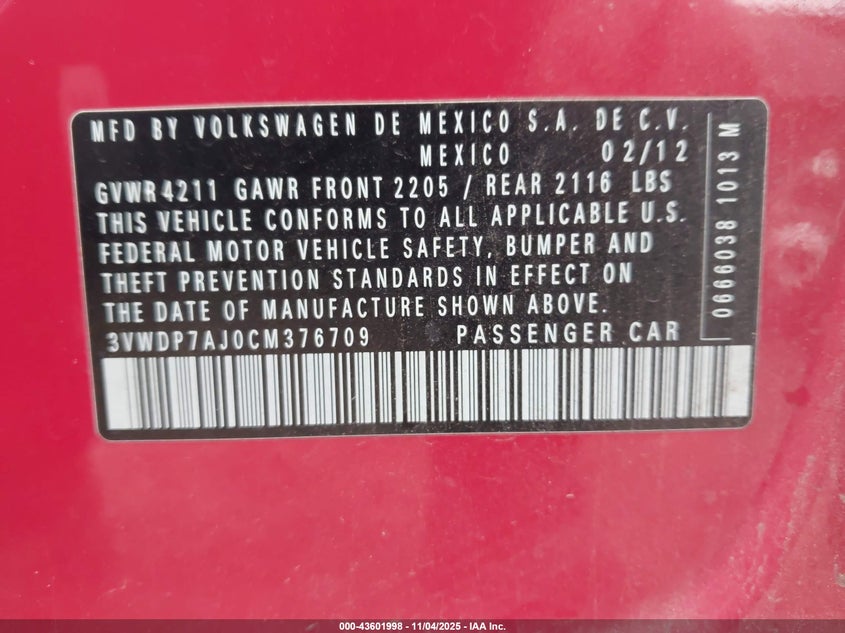 MFD BY VOLKSWAGEN DE MEXICO S.A. DE C.V.
MEXICO 02/12
GVWR 4211 GAWR FRONT 2205 / REAR 2116 LBS
THIS VEHICLE CONFORMS TO ALL APPLICABLE U.S.
FEDERAL MOTOR VEHICLE SAFETY, BUMPER AND
THEFT PREVENTION STANDARDS IN EFFECT ON
THE DATE OF MANUFACTURE SHOWN ABOVE.
3VWDP7AJ0CM376709 PASSENGER CAR
0666038 1013 M
000-43601998 - 11/04/2025 - IAA Inc.